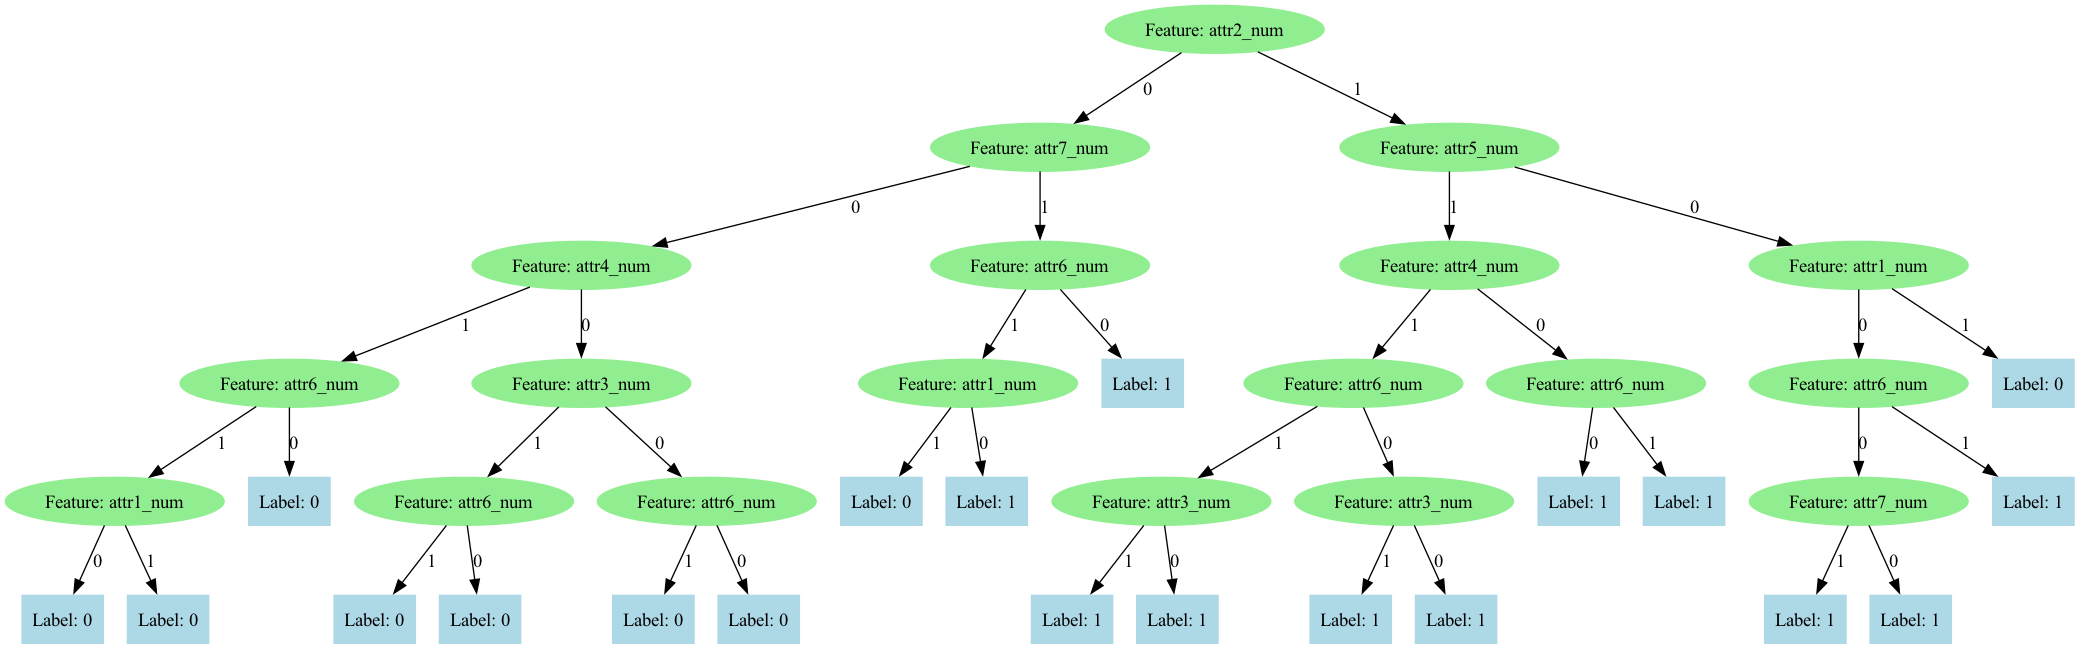 Feature: attr2_num
0
1
Feature: attr7_num
Feature: attr5_num
0
1
1
0
Feature: attr4_num
Feature: attr6_num
Feature: attr4_num
Feature: attr1_num
1
0
1
0
1
0
0
1
Feature: attr6_num
Feature: attr3_num
Feature: attr1_num
Label: 1
Feature: attr6_num
Feature: attr6_num
Feature: attr6_num
Label: 0
1
0
1
0
1
0
1
0
0
1
0
1
Feature: attr1_num
Label: 0
Feature: attr6_num
Feature: attr6_num
Label: 0
Label: 1
Feature: attr3_num
Feature: attr3_num
Label: 1
Label: 1
Feature: attr7_num
Label: 1
0
1
1
0
1
0
1
0
1
0
1
0
Label: 0
Label: 0
Label: 0
Label: 0
Label: 0
Label: 0
Label: 1
Label: 1
Label: 1
Label: 1
Label: 1
Label: 1